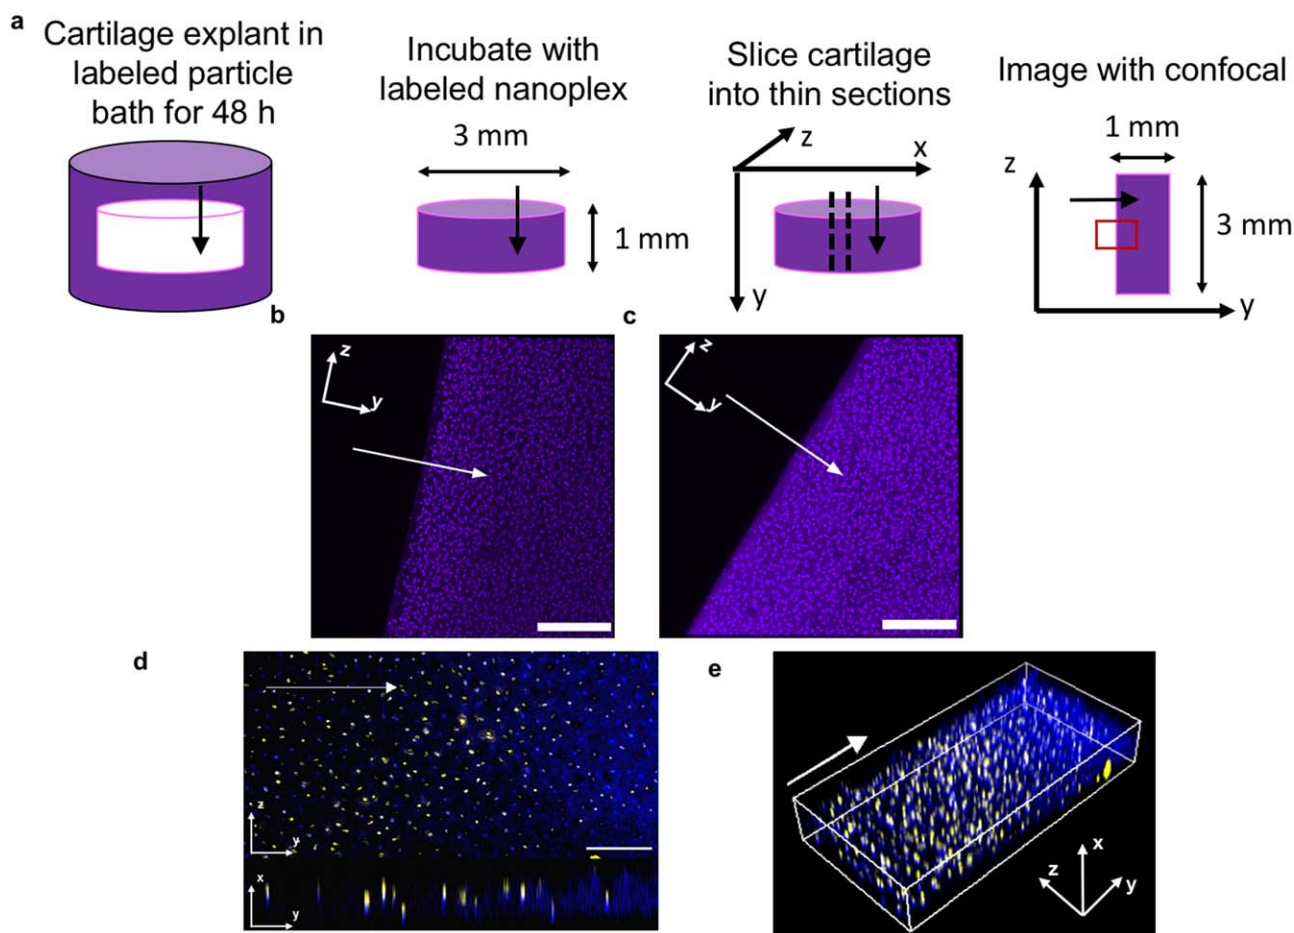 a
Cartilage explant in
labeled particle
bath for 48 h
Incubate with
labeled nanoplex
3 mm
1 mm
Slice cartilage
into thin sections
z
x
y
Image with confocal
1 mm
z
3 mm
y
b
z
y
c
z
y
d
z
y
x
y
e
x
z
y